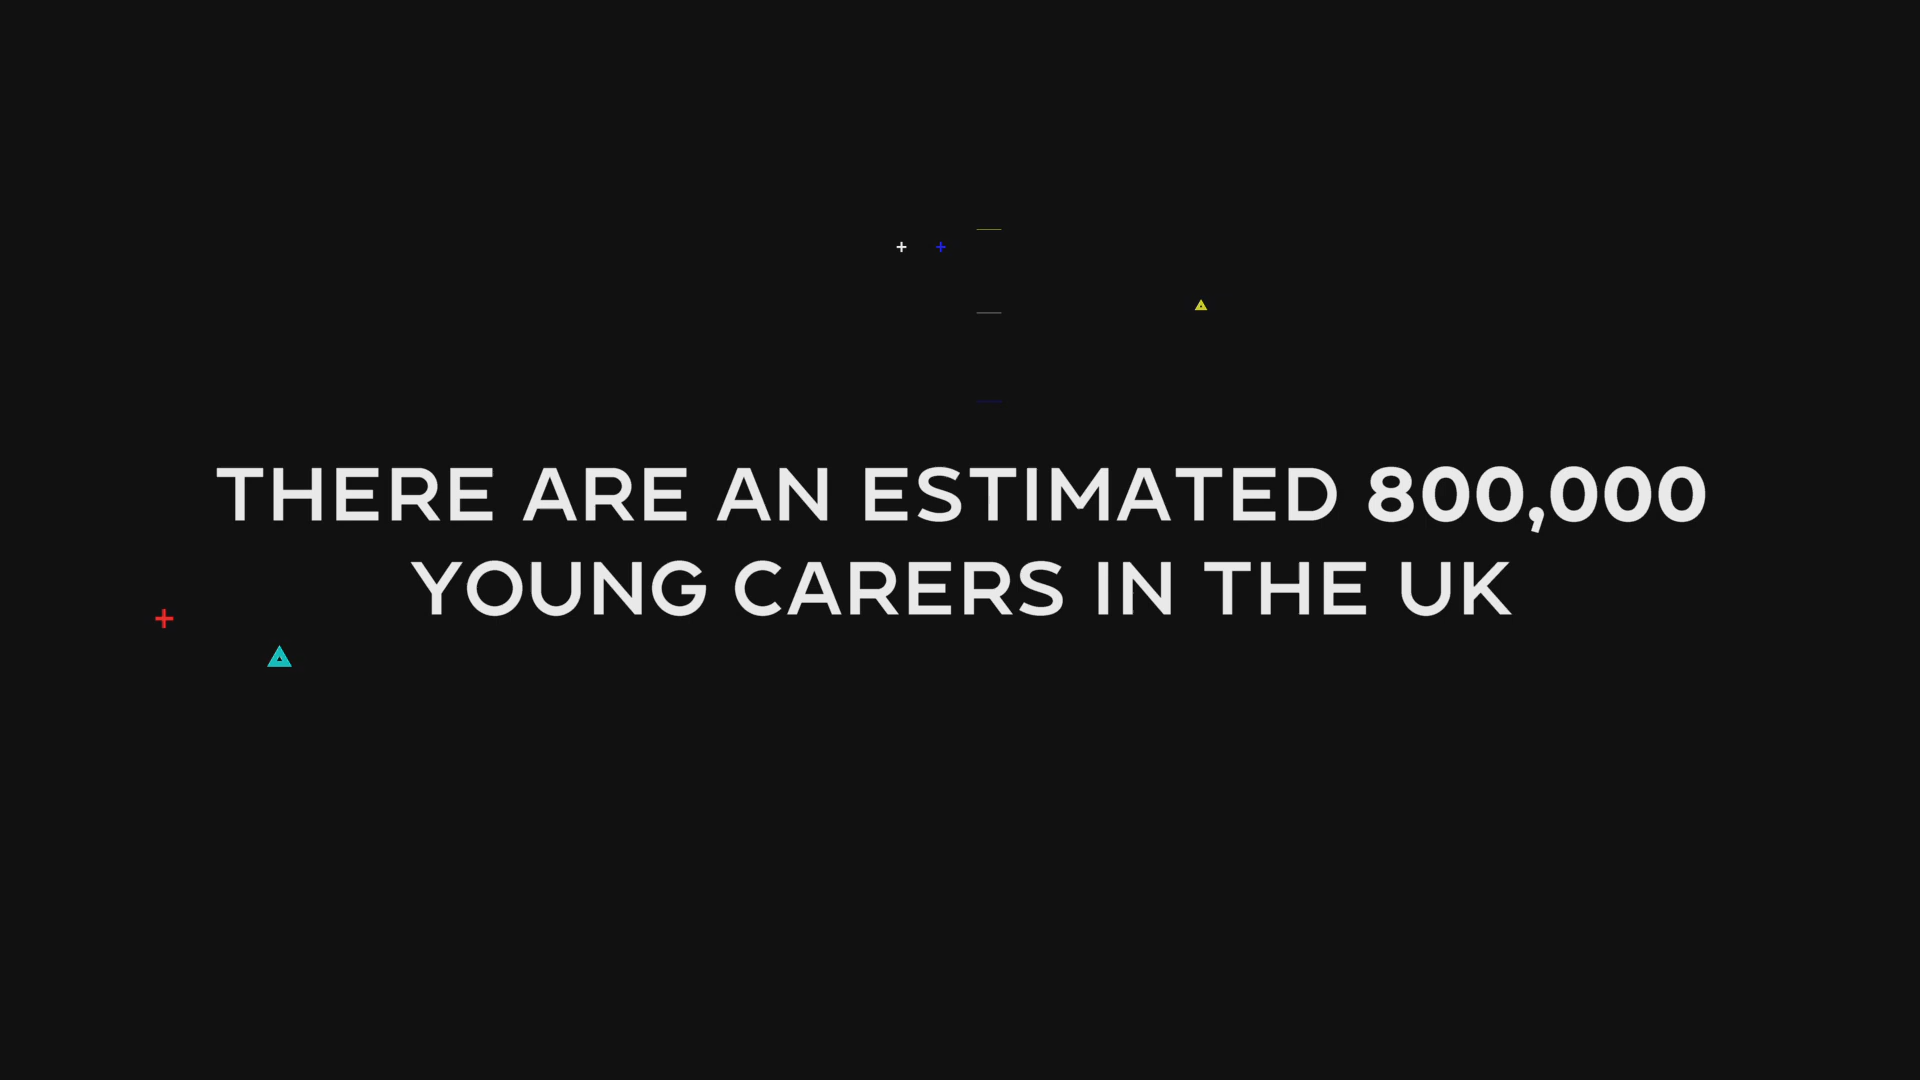 THERE ARE AN ESTIMATED 800,000
YOUNG CARERS IN THE UK